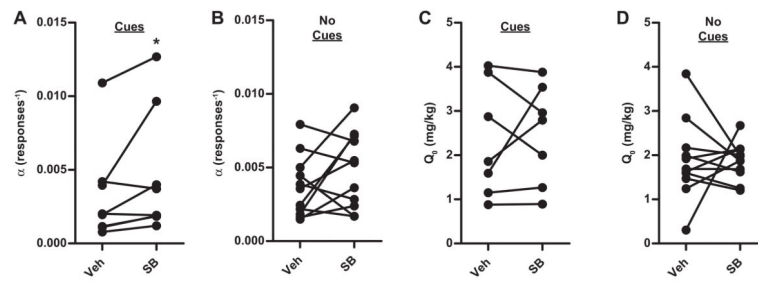 A
Cues
*
α (responses⁻¹)
0.015
0.010
0.005
0.000
Veh
SB
B
No
Cues
α (responses⁻¹)
0.015
0.010
0.005
0.000
Veh
SB
C
Cues
Q₀ (mg/kg)
5
4
3
2
1
0
Veh
SB
D
No
Cues
Q₀ (mg/kg)
5
4
3
2
1
0
Veh
SB